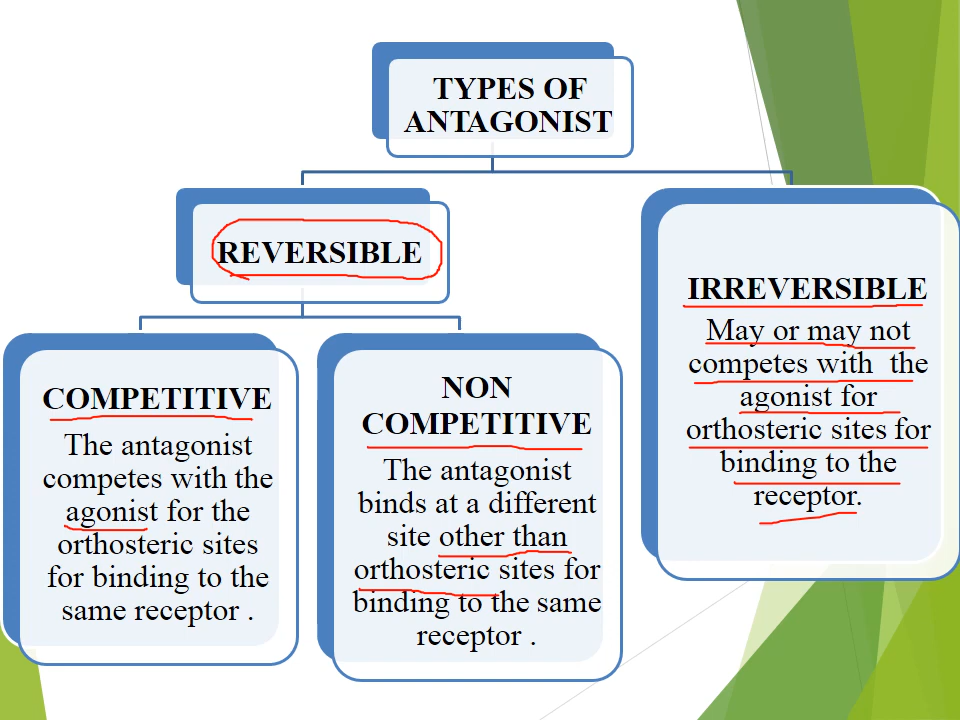 TYPES OF
ANTAGONIST
REVERSIBLE
COMPETITIVE
The antagonist
competes with the
agonist for the
orthosteric sites
for binding to the
same receptor .
NON
COMPETITIVE
The antagonist
binds at a different
site other than
orthosteric sites for
binding to the same
receptor .
IRREVERSIBLE
May or may not
competes with the
agonist for
orthosteric sites for
binding to the
receptor.